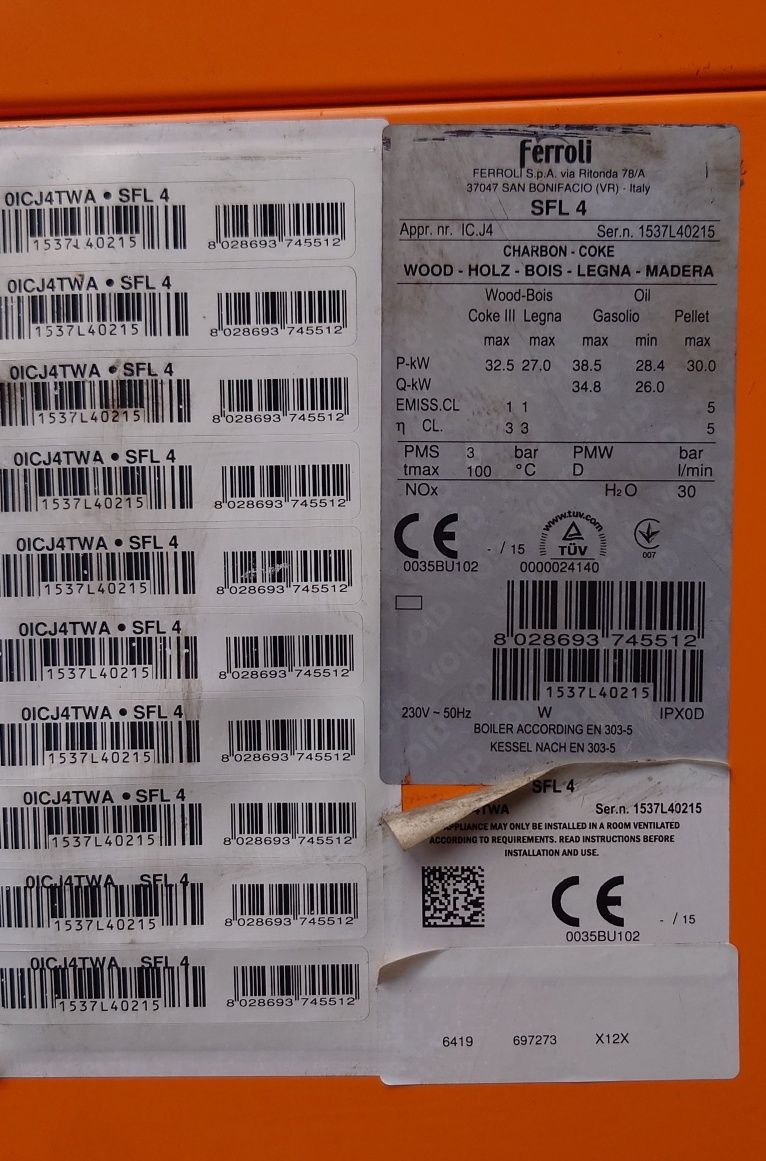 0ICJ4TWA • SFL 4
1537L40215 8 028693 745512
0ICJ4TWA • SFL 4
1537L40215 8 028693 745512
0ICJ4TWA • SFL 4
1537L40215 8 028693 745512
0ICJ4TWA • SFL 4
1537L40215 8 028693 745512
0ICJ4TWA • SFL 4
1537L40215 8 028693 745512
0ICJ4TWA • SFL 4
1537L40215 8 028693 745512
0ICJ4TWA • SFL 4
1537L40215 8 028693 745512
0ICJ4TWA • SFL 4
1537L40215 8 028693 745512
0ICJ4TWA SFL 4
1537L40215 8 028693 745512
0ICJ4TWA SFL 4
1537L40215 8 028693 745512
Ferroli
FERROLI S.p.A. via Ritonda 78/A
37047 SAN BONIFACIO (VR) - Italy
SFL 4
Appr. nr. IC.J4 Ser.n. 1537L40215
CHARBON - COKE
WOOD - HOLZ - BOIS - LEGNA - MADERA
Wood-Bois Oil
Coke III Legna Gasolio Pellet
max max max min max
P-kW 32.5 27.0 38.5 28.4 30.0
Q-kW 34.8 26.0
EMISS.CL 1 1 5
η CL. 3 3 5
PMS 3 bar PMW bar
tmax 100 °C D l/min
NOx H2O 30
CE - / 15 www.tuv.com TÜV 007
0035BU102 0000024140
8 028693 745512
1537L40215
230V ~ 50Hz W IPX0D
BOILER ACCORDING EN 303-5
KESSEL NACH EN 303-5
SFL 4
4TWA Ser.n. 1537L40215
APPLIANCE MAY ONLY BE INSTALLED IN A ROOM VENTILATED
ACCORDING TO REQUIREMENTS. READ INSTRUCTIONS BEFORE
INSTALLATION AND USE.
CE - / 15
0035BU102
6419 697273 X12X